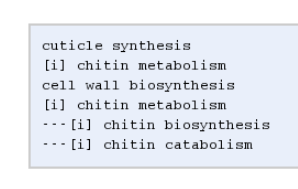 cuticle synthesis
[i] chitin metabolism
cell wall biosynthesis
[i] chitin metabolism
---[i] chitin biosynthesis
---[i] chitin catabolism